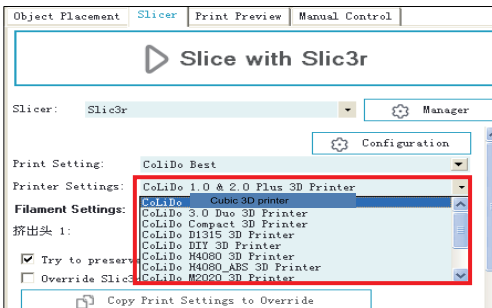 Object Placement Slicer Print Preview Manual Control
Slice with Slic3r
Slicer: Slic3r Manager
Configuration
Print Setting: CoLiDo Best
Printer Settings: CoLiDo 1.0 & 2.0 Plus 3D Printer
CoLiDo Cubic 3D printer
Filament Settings: CoLiDo 3.0 Duo 3D Printer
CoLiDo Compact 3D Printer
挤出头 1: CoLiDo D1315 3D Printer
CoLiDo DIY 3D Printer
Try to preserve CoLiDo H4080 3D Printer
CoLiDo H4080_ABS 3D Printer
Override Slic3 CoLiDo M2020 3D Printer
Copy Print Settings to Override